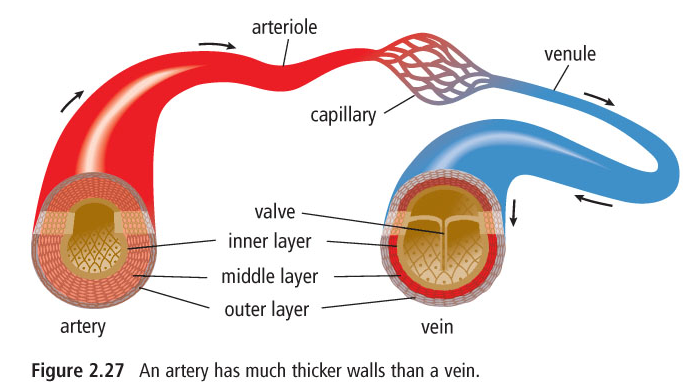 arteriole
venule
capillary
valve
inner layer
middle layer
outer layer
artery
vein
Figure 2.27 An artery has much thicker walls than a vein.